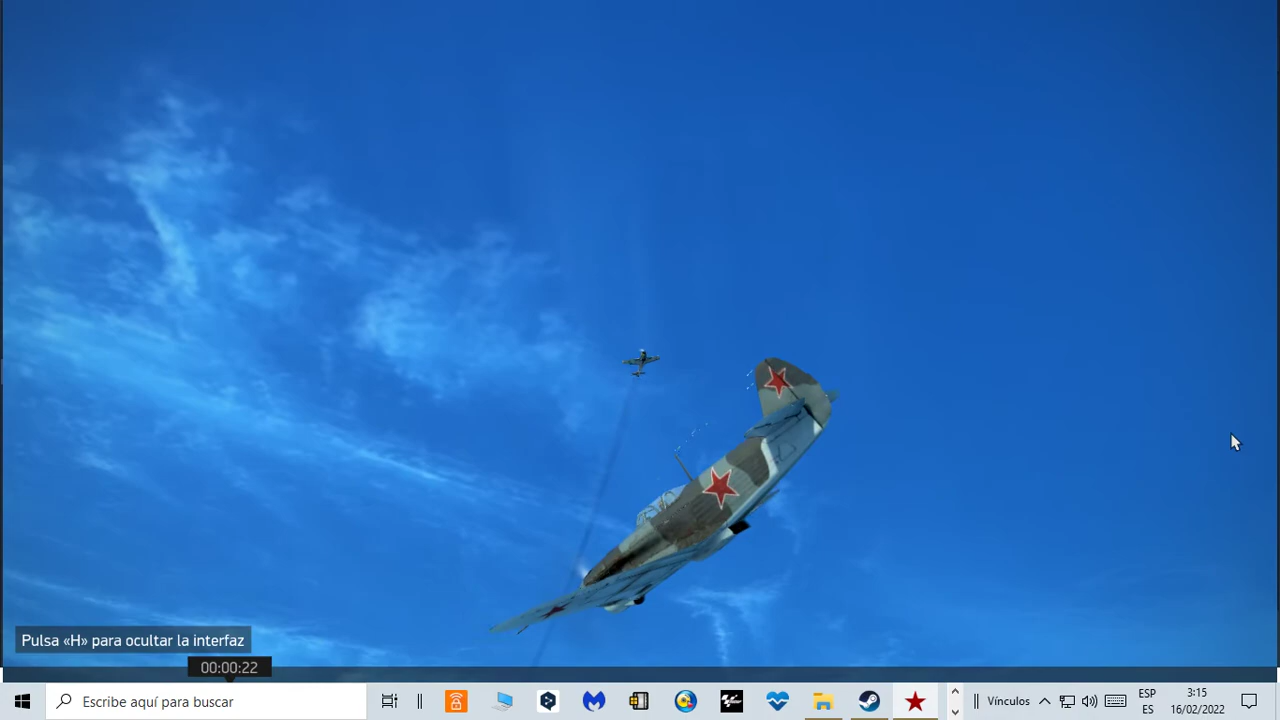 Pulsa «H» para ocultar la interfaz
00:00:22
Escribe aquí para buscar
Vínculos
ESP
ES
3:15
16/02/2022